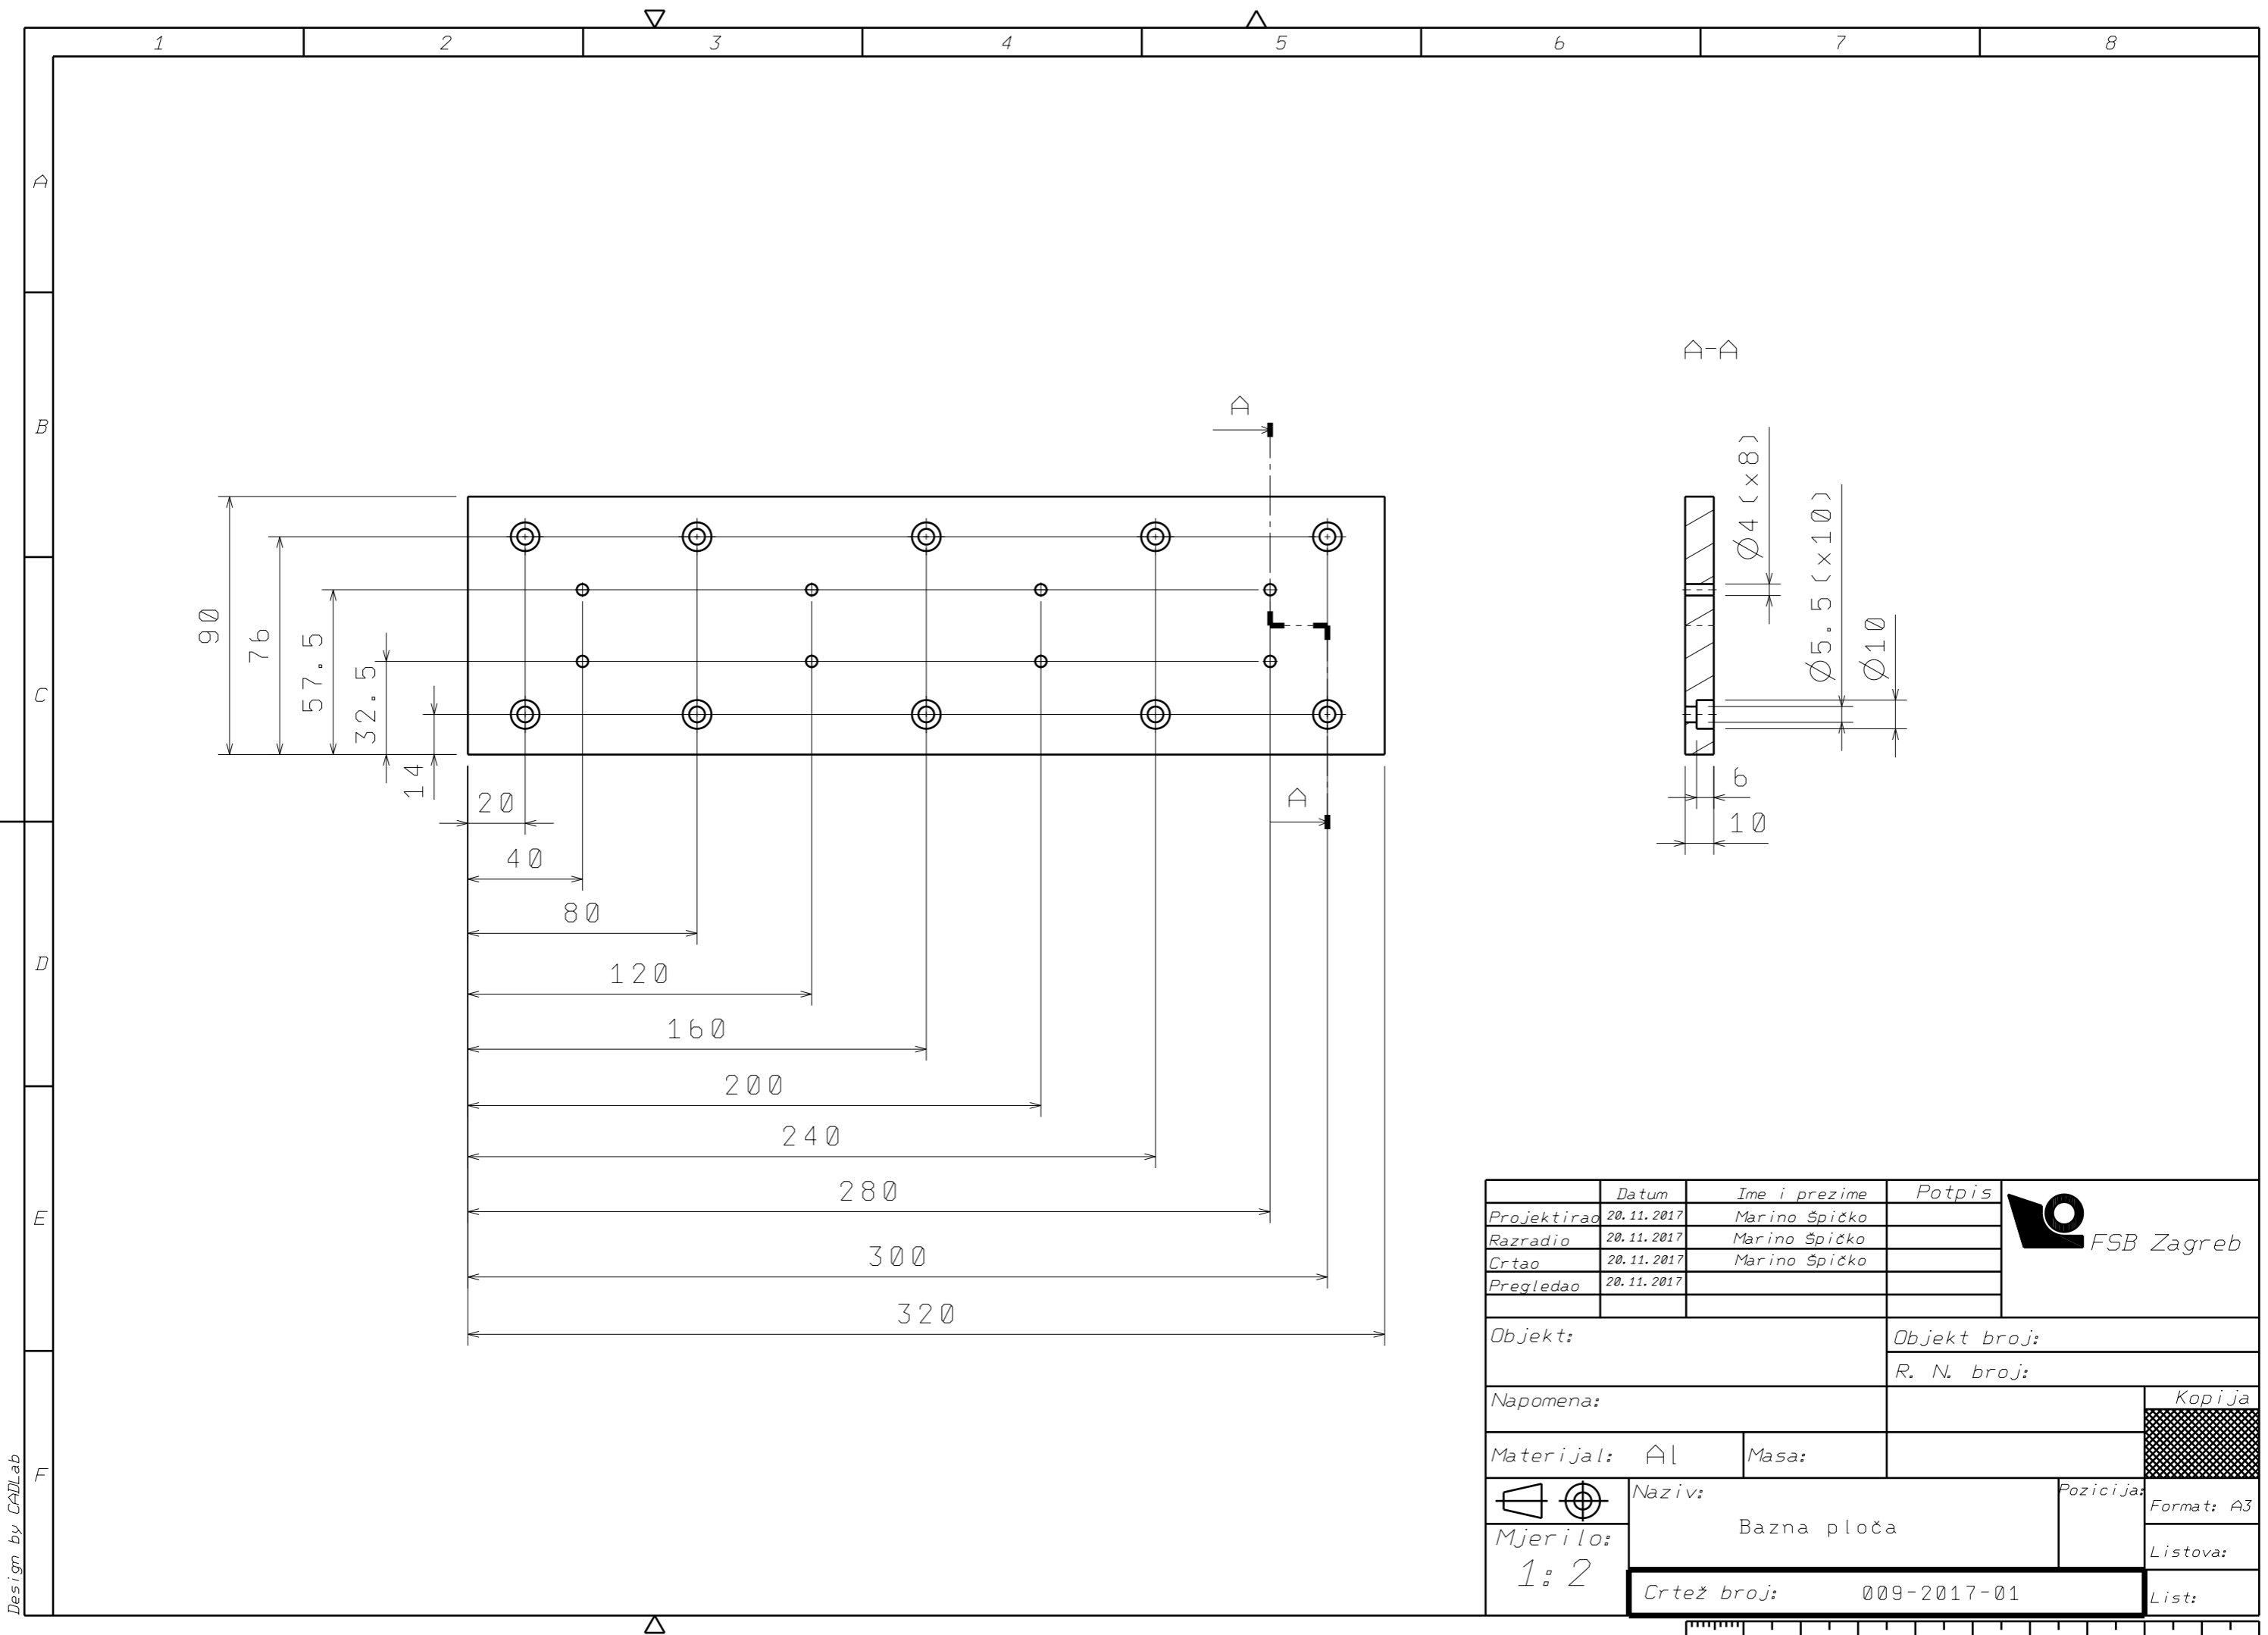 1 2 3 4 5 6 7 8
A
B
C
D
E
F
A-A
A
A
90
76
57.5
32.5
14
20
40
80
120
160
200
240
280
300
320
Ø4(x8)
Ø5.5(x10)
Ø10
6
10
Datum Ime i prezime Potpis
Projektirao 20.11.2017 Marino Špičko
Razradio 20.11.2017 Marino Špičko
Crtao 20.11.2017 Marino Špičko
Pregledao 20.11.2017
FSB Zagreb
Objekt: Objekt broj:
R. N. broj:
Napomena: Kopija
Materijal: Al Masa:
Naziv: Pozicija: Format: A3
Bazna ploča
Mjerilo: Listova:
1:2
Crtež broj: 009-2017-01 List:
Design by CADLab